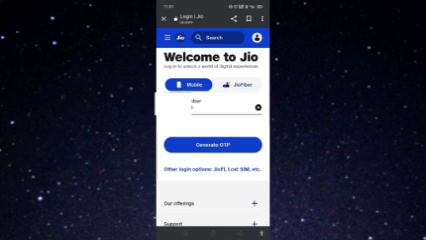 Login | Jio
Jio
Search
Welcome to Jio
Log in to unlock a world of digital experiences.
Mobile
JioFiber
Generate OTP
Other login options: JioFi, Lost SIM, etc.
Our offerings
Support